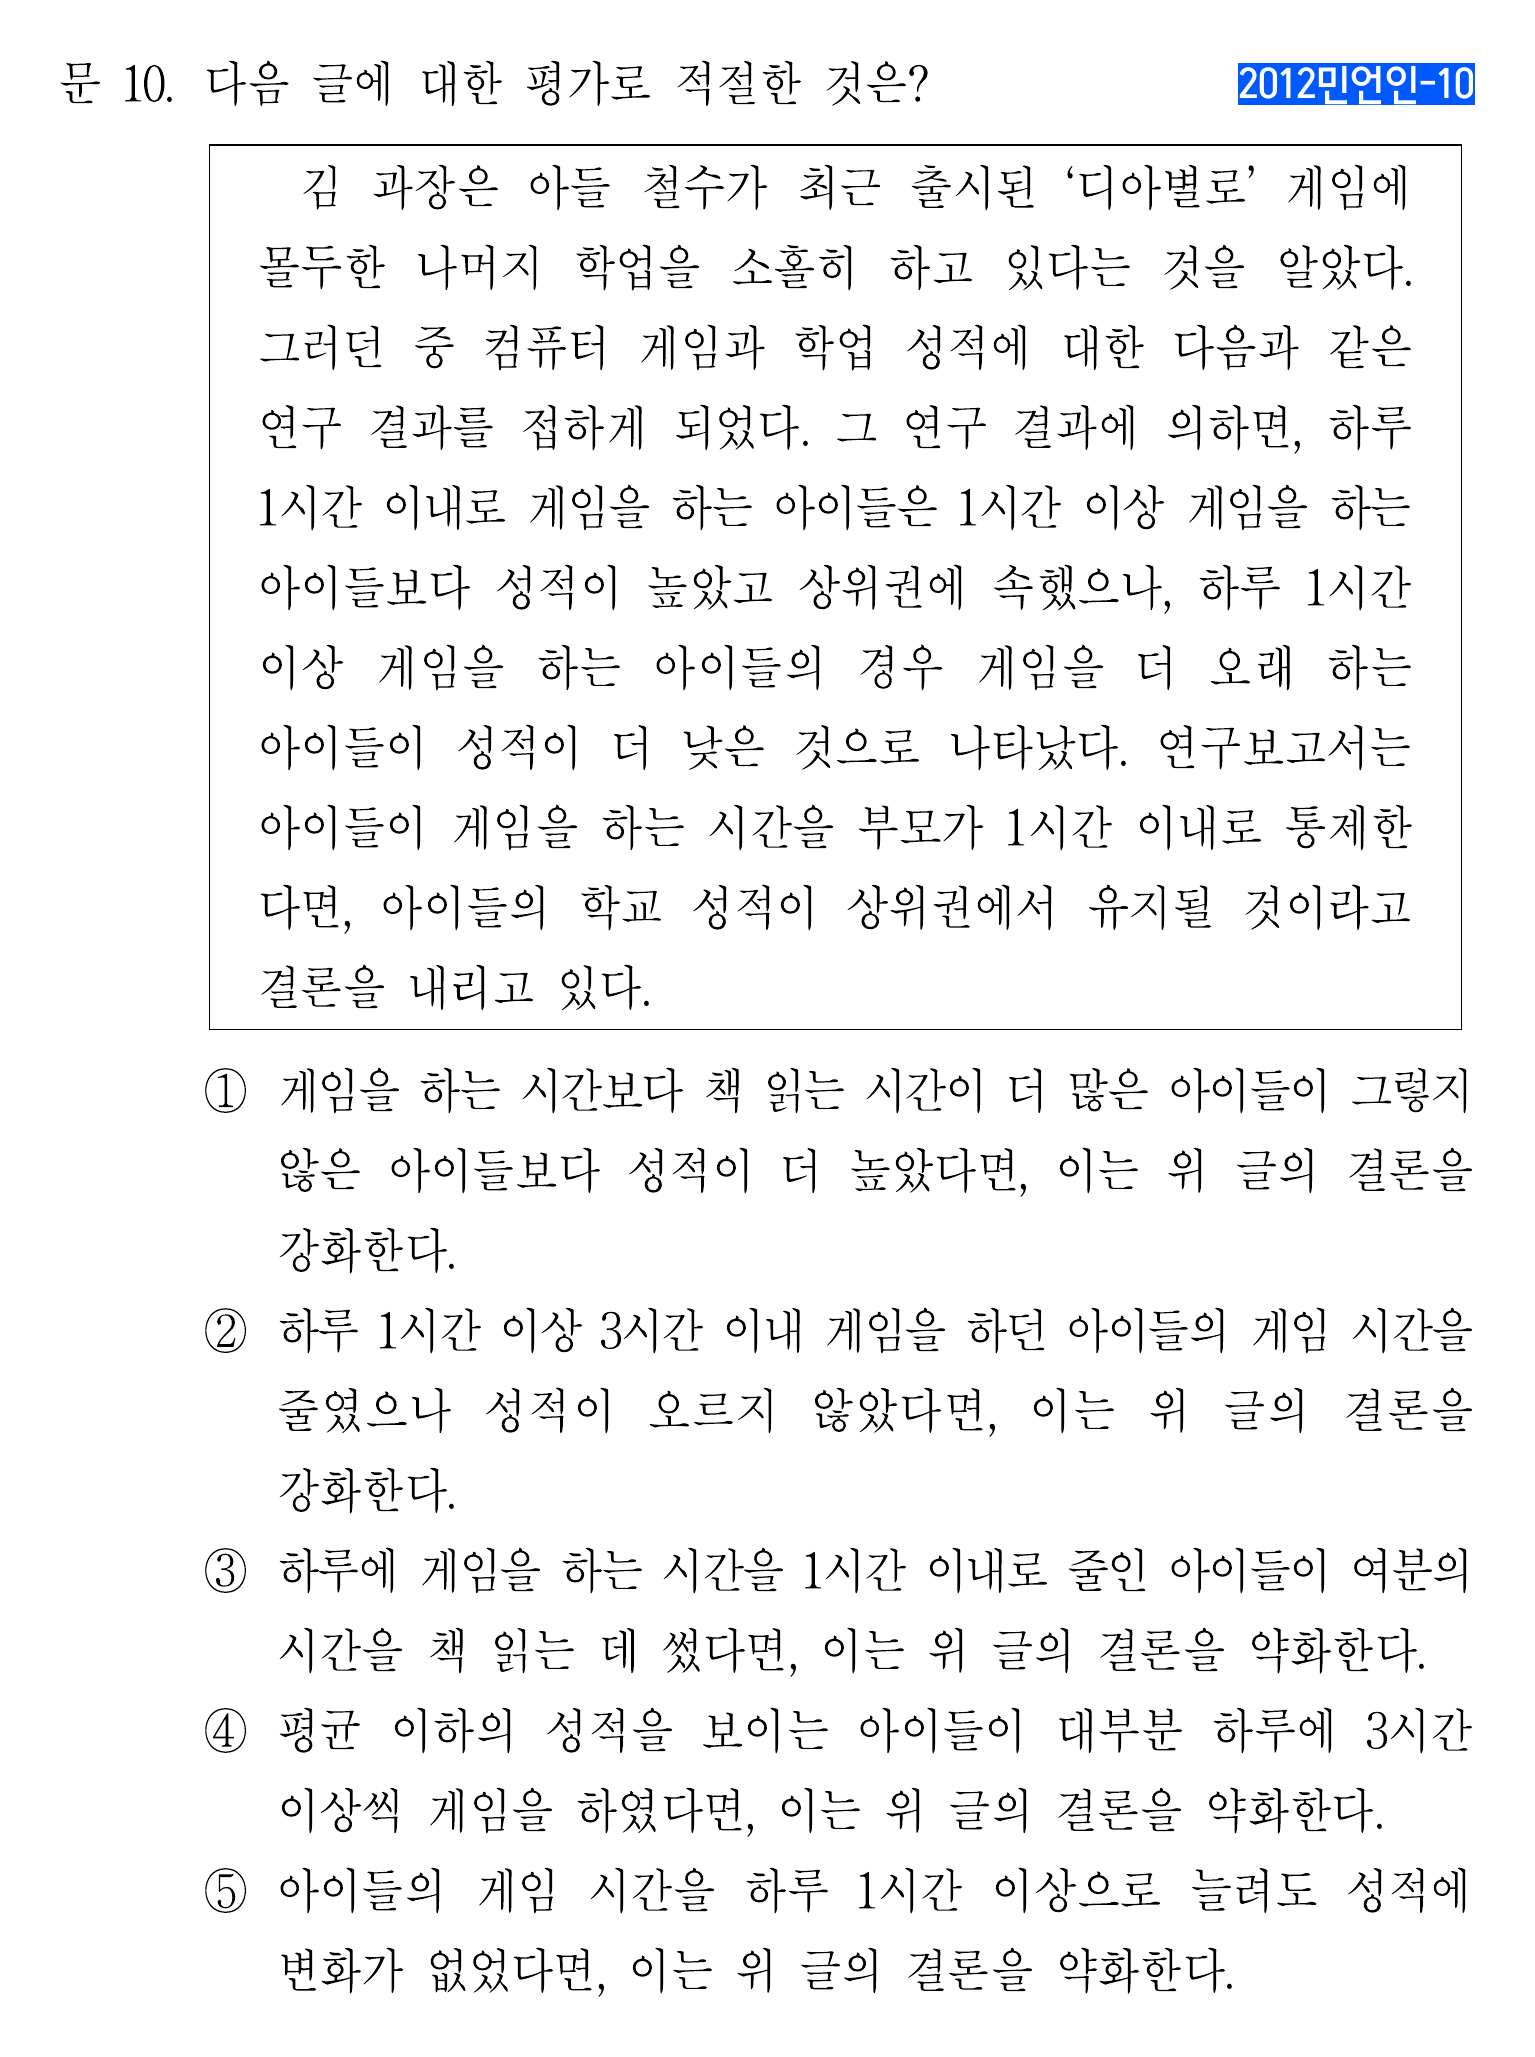 문 10. 다음 글에 대한 평가로 적절한 것은?
2012민언인-10
김 과장은 아들 철수가 최근 출시된 ‘디아별로’ 게임에
몰두한 나머지 학업을 소홀히 하고 있다는 것을 알았다.
그러던 중 컴퓨터 게임과 학업 성적에 대한 다음과 같은
연구 결과를 접하게 되었다. 그 연구 결과에 의하면, 하루
1시간 이내로 게임을 하는 아이들은 1시간 이상 게임을 하는
아이들보다 성적이 높았고 상위권에 속했으나, 하루 1시간
이상 게임을 하는 아이들의 경우 게임을 더 오래 하는
아이들이 성적이 더 낮은 것으로 나타났다. 연구보고서는
아이들이 게임을 하는 시간을 부모가 1시간 이내로 통제한
다면, 아이들의 학교 성적이 상위권에서 유지될 것이라고
결론을 내리고 있다.
① 게임을 하는 시간보다 책 읽는 시간이 더 많은 아이들이 그렇지
않은 아이들보다 성적이 더 높았다면, 이는 위 글의 결론을
강화한다.
② 하루 1시간 이상 3시간 이내 게임을 하던 아이들의 게임 시간을
줄였으나 성적이 오르지 않았다면, 이는 위 글의 결론을
강화한다.
③ 하루에 게임을 하는 시간을 1시간 이내로 줄인 아이들이 여분의
시간을 책 읽는 데 썼다면, 이는 위 글의 결론을 약화한다.
④ 평균 이하의 성적을 보이는 아이들이 대부분 하루에 3시간
이상씩 게임을 하였다면, 이는 위 글의 결론을 약화한다.
⑤ 아이들의 게임 시간을 하루 1시간 이상으로 늘려도 성적에
변화가 없었다면, 이는 위 글의 결론을 약화한다.